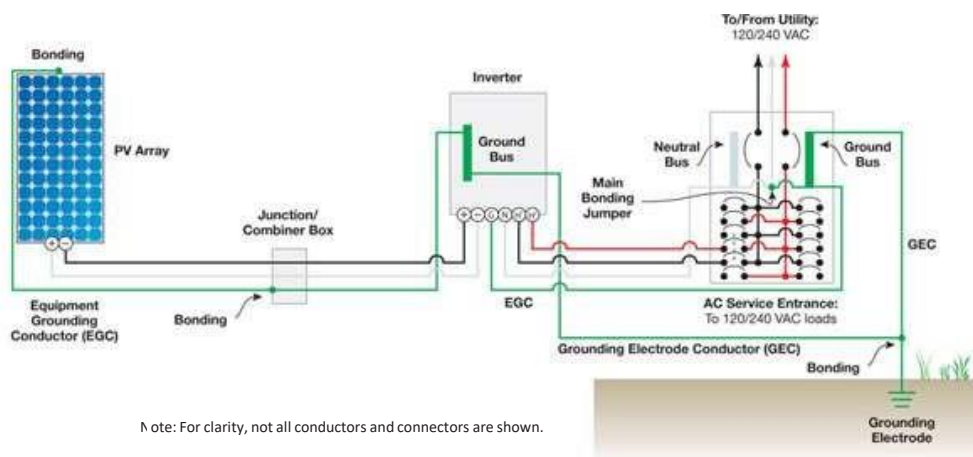 To/From Utility:
120/240 VAC
Bonding
Inverter
PV Array
Ground
Bus
Neutral
Bus
Ground
Bus
Main
Bonding
Jumper
Junction/
Combiner Box
+ − G N H¹ H²
+ −
GEC
Equipment
Grounding
Conductor (EGC)
Bonding
EGC
AC Service Entrance:
To 120/240 VAC loads
Grounding Electrode Conductor (GEC)
Bonding
Grounding
Electrode
Note: For clarity, not all conductors and connectors are shown.